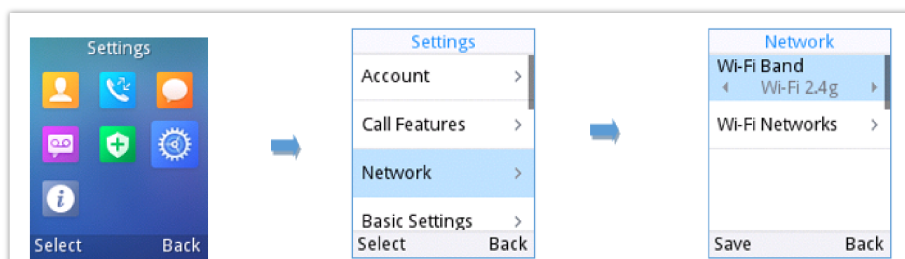 Settings
Select Back
Settings
Account
Call Features
Network
Basic Settings
Select Back
Network
Wi-Fi Band
Wi-Fi 2.4g
Wi-Fi Networks
Save Back